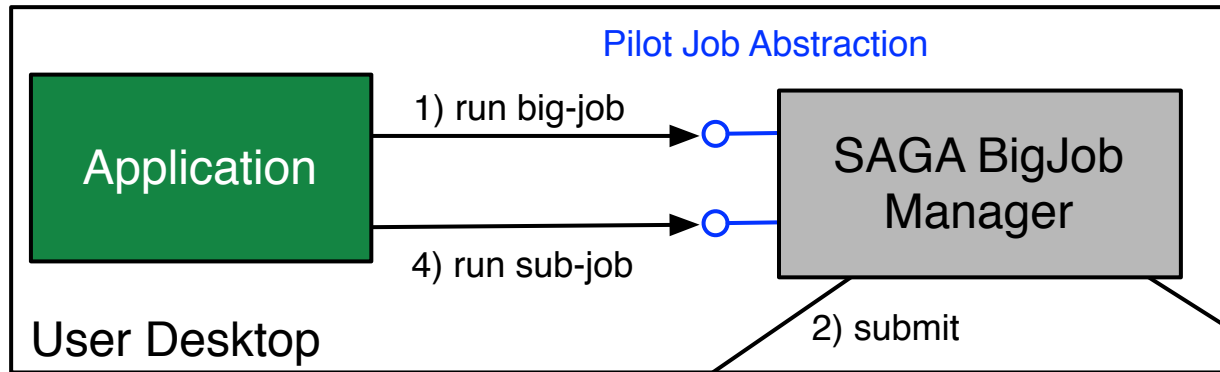 Pilot Job Abstraction
1) run big-job
Application
SAGA BigJob
Manager
4) run sub-job
User Desktop
2) submit